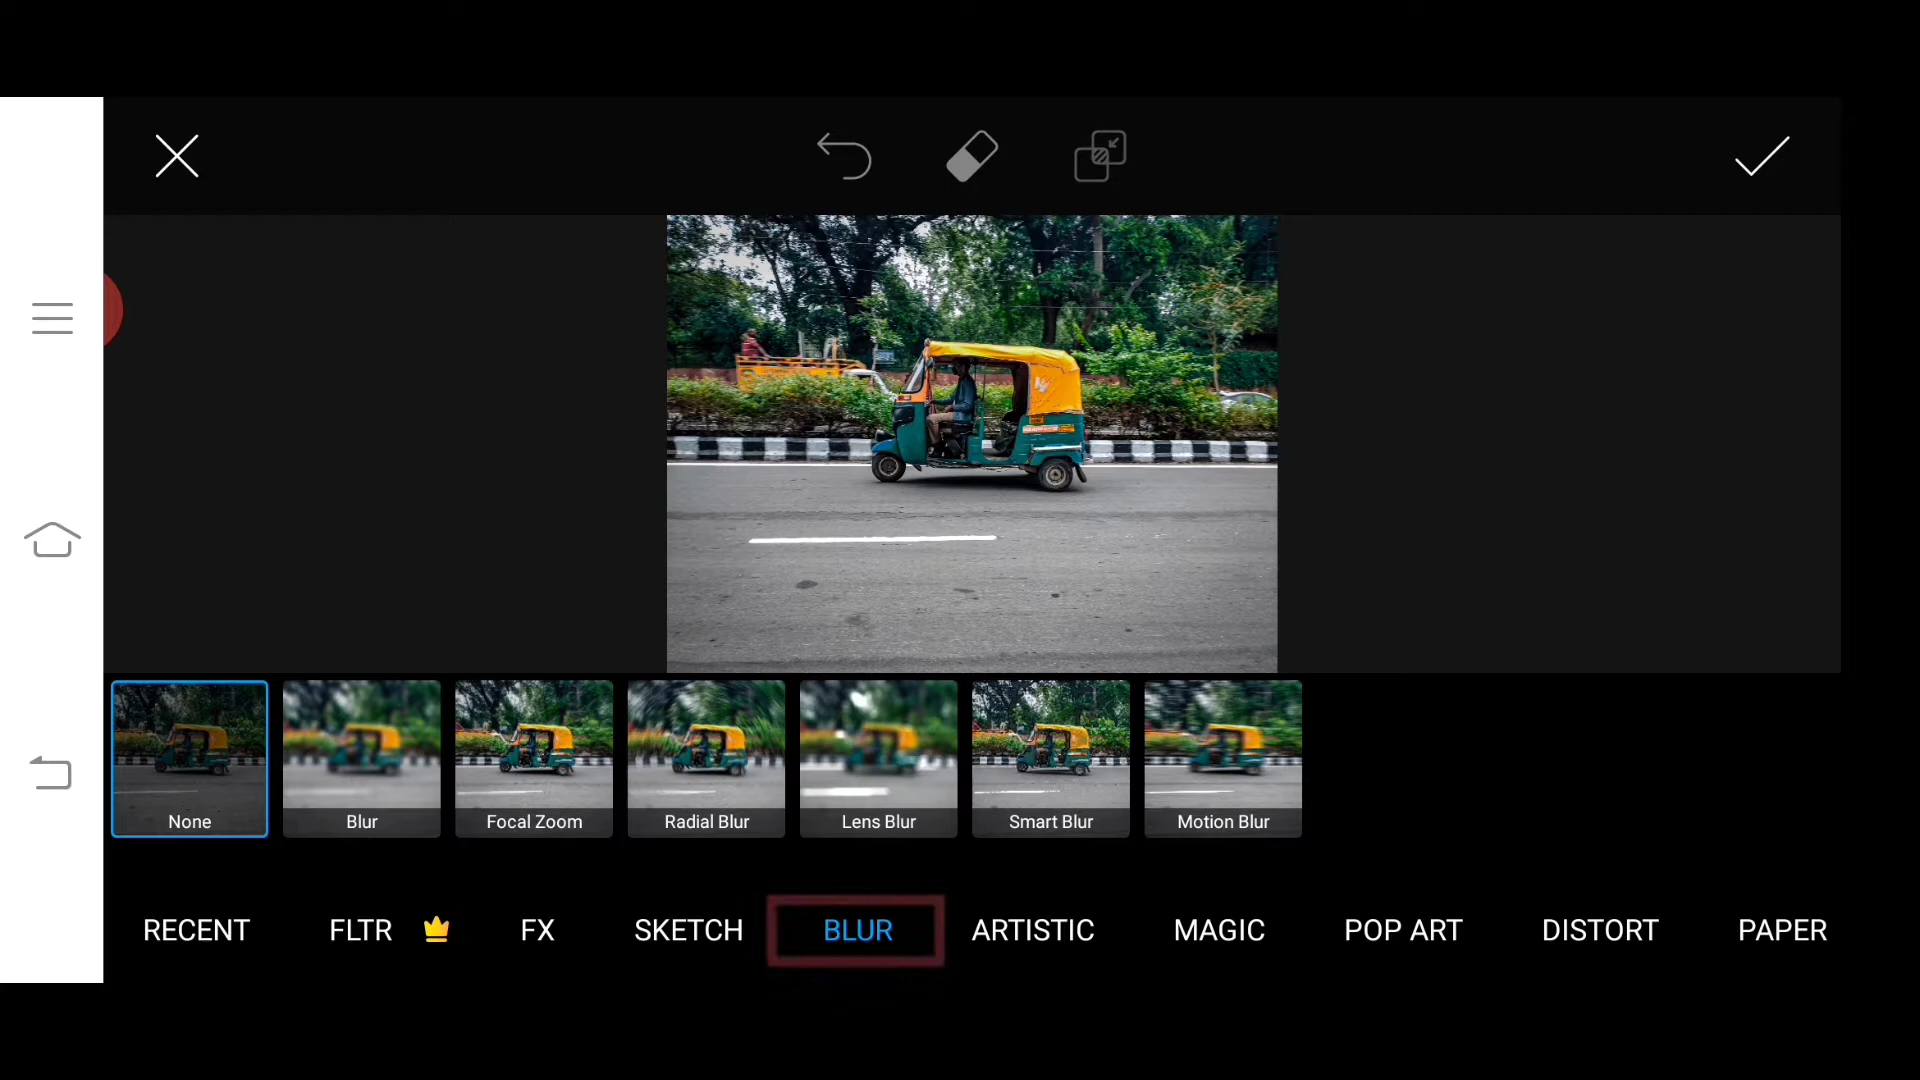 None
Blur
Focal Zoom
Radial Blur
Lens Blur
Smart Blur
Motion Blur
RECENT
FLTR
FX
SKETCH
BLUR
ARTISTIC
MAGIC
POP ART
DISTORT
PAPER